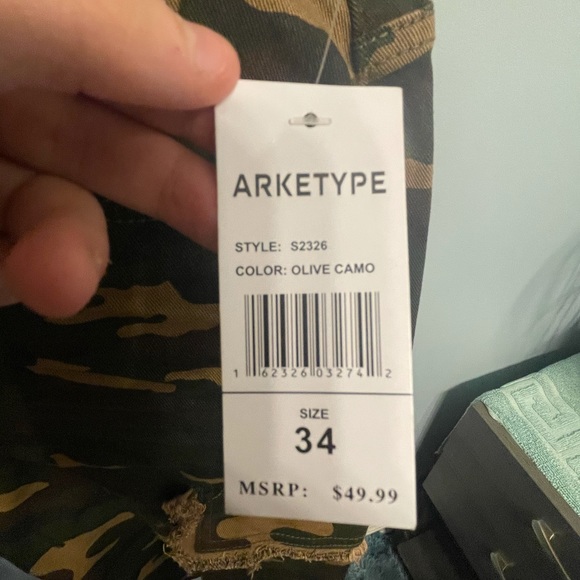 ARKETYPE
STYLE: S2326
COLOR: OLIVE CAMO
1 62326 03274 2
SIZE
34
MSRP: $49.99